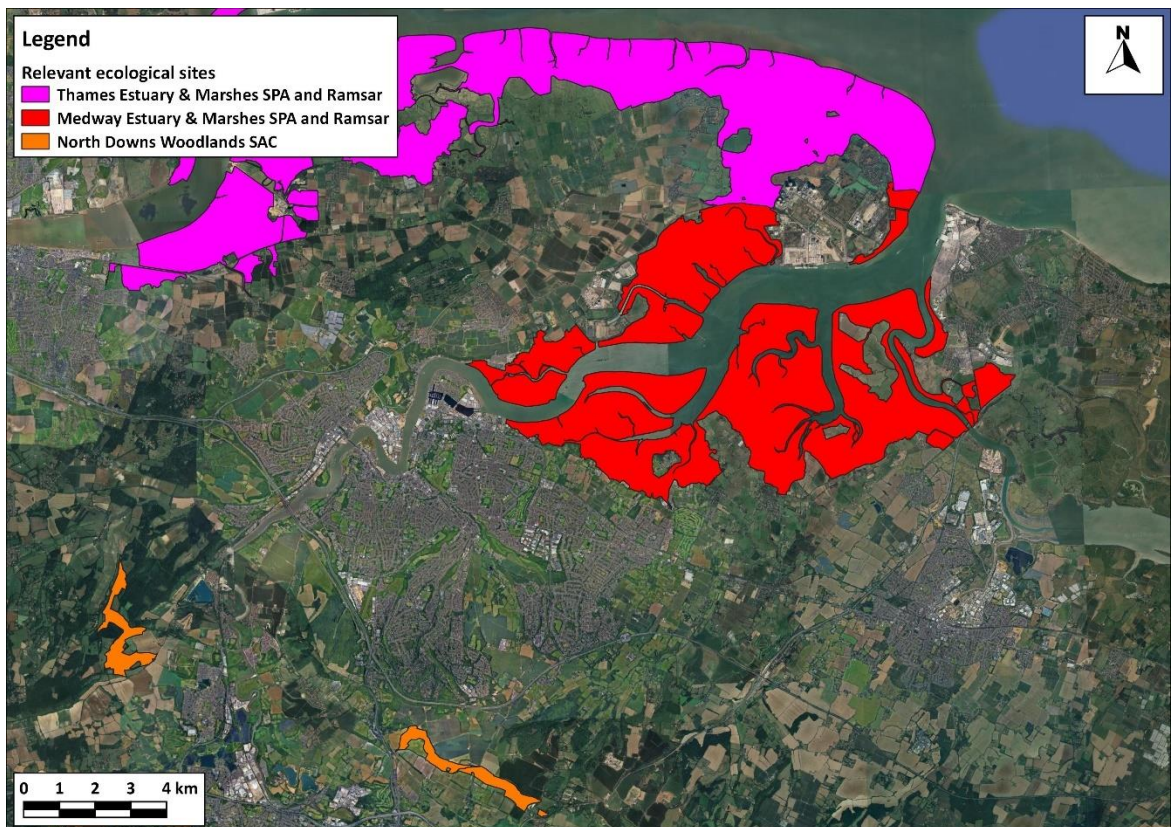 Legend
Relevant ecological sites
Thames Estuary & Marshes SPA and Ramsar
Medway Estuary & Marshes SPA and Ramsar
North Downs Woodlands SAC
N
0 1 2 3 4 km